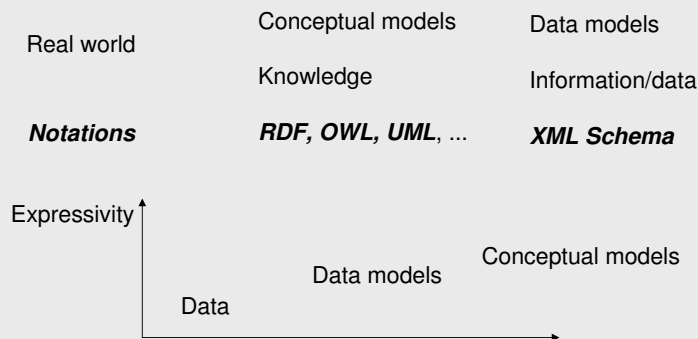 Real world
Conceptual models
Data models
Knowledge
Information/data
Notations
RDF, OWL, UML, ...
XML Schema
Expressivity
Conceptual models
Data models
Data